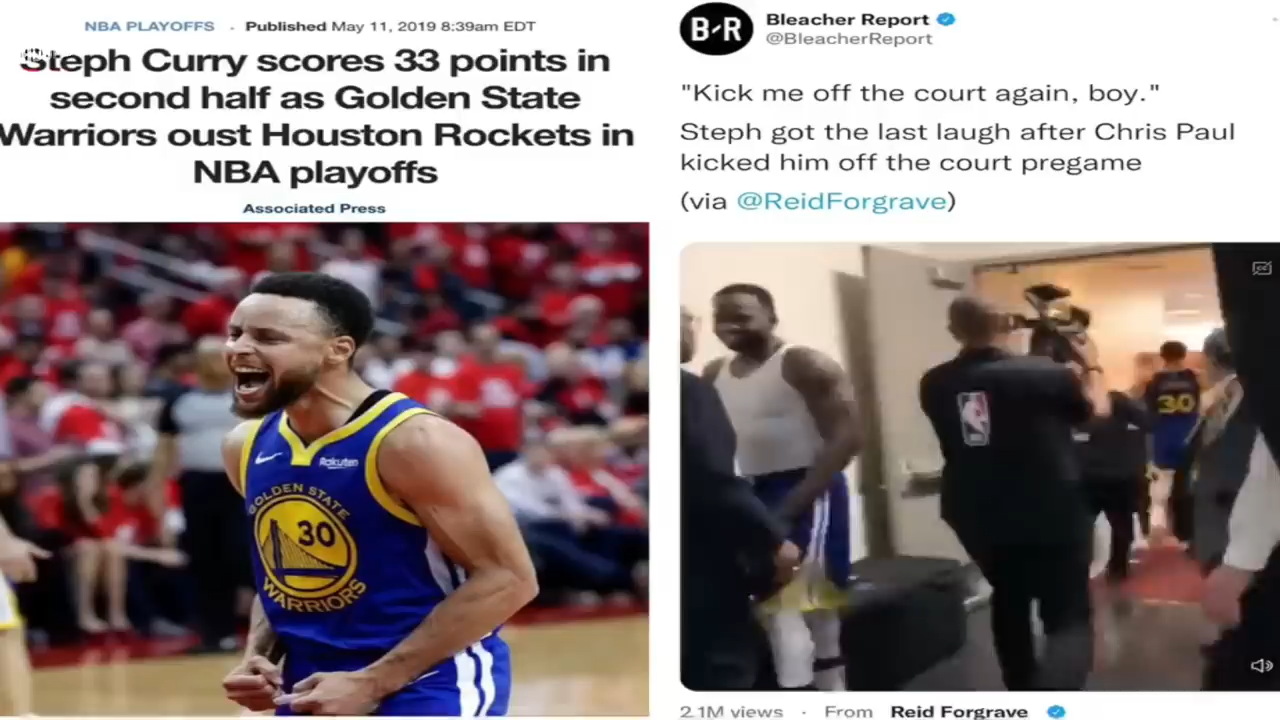 NBA PLAYOFFS - Published May 11, 2019 8:39am EDT
Steph Curry scores 33 points in
second half as Golden State
Warriors oust Houston Rockets in
NBA playoffs
Associated Press
Rakuten
GOLDEN STATE
30
WARRIORS
B·R
Bleacher Report
@BleacherReport
"Kick me off the court again, boy."
Steph got the last laugh after Chris Paul
kicked him off the court pregame
(via @ReidForgrave)
30
2.1M views · From Reid Forgrave